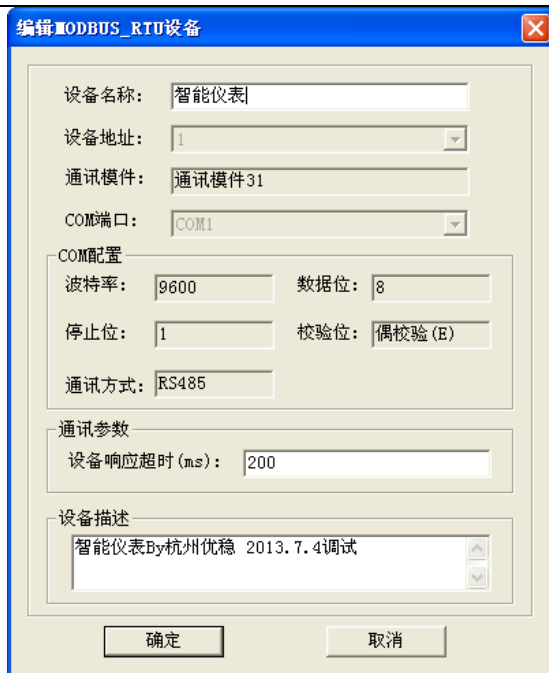 编辑MODBUS_RTU设备
设备名称: 智能仪表
设备地址: 1
通讯模件: 通讯模件31
COM端口: COM1
COM配置
波特率: 9600 数据位: 8
停止位: 1 校验位: 偶校验(E)
通讯方式: RS485
通讯参数
设备响应超时(ms): 200
设备描述
智能仪表By杭州优稳 2013.7.4调试
确定 取消